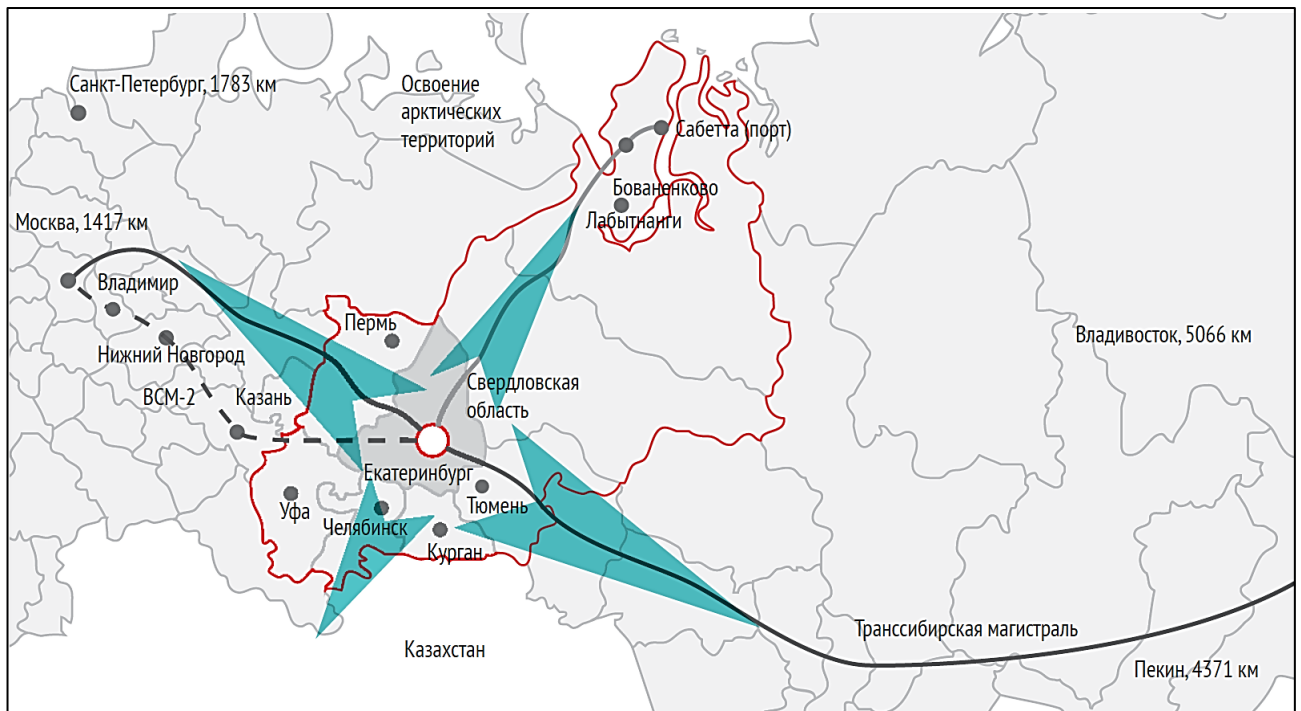 Санкт-Петербург, 1783 км
Освоение
арктических
территорий
Сабетта (порт)
Бованенково
Лабытнанги
Москва, 1417 км
Владимир
Пермь
Нижний Новгород
Владивосток, 5066 км
ВСМ-2
Казань
Свердловская
область
Екатеринбург
Тюмень
Уфа
Челябинск
Курган
Казахстан
Транссибирская магистраль
Пекин, 4371 км